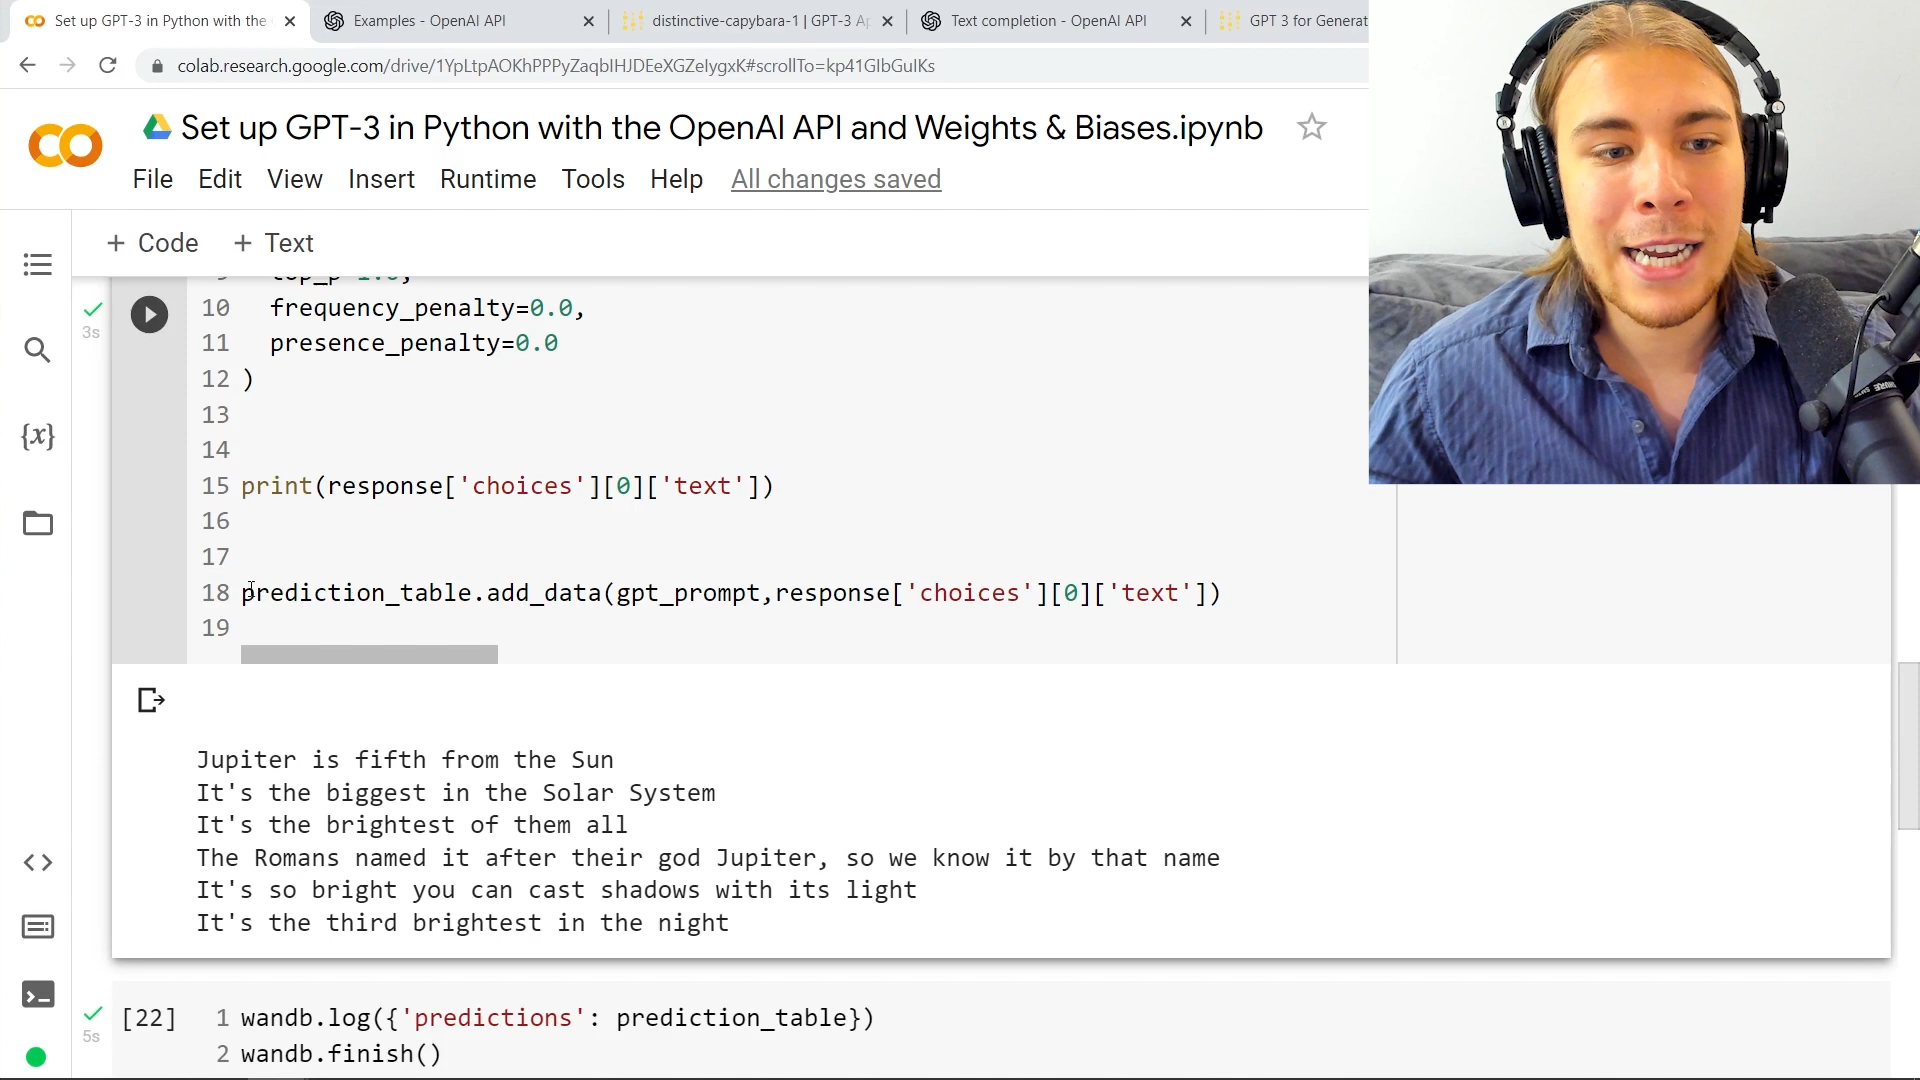 Set up GPT-3 in Python with the
Examples - OpenAI API
distinctive-capybara-1 | GPT-3 Ap
Text completion - OpenAI API
GPT 3 for Generat
colab.research.google.com/drive/1YpLtpAOKhPPPyZaqbIHJDEeXGZeIygxK#scrollTo=kp41GIbGuIKs
Set up GPT-3 in Python with the OpenAI API and Weights & Biases.ipynb
File Edit View Insert Runtime Tools Help All changes saved
+ Code + Text
3s
10 frequency_penalty=0.0,
11 presence_penalty=0.0
12 )
13
14
15 print(response['choices'][0]['text'])
16
17
18 prediction_table.add_data(gpt_prompt,response['choices'][0]['text'])
19
Jupiter is fifth from the Sun
It's the biggest in the Solar System
It's the brightest of them all
The Romans named it after their god Jupiter, so we know it by that name
It's so bright you can cast shadows with its light
It's the third brightest in the night
5s
[22] 1 wandb.log({'predictions': prediction_table})
2 wandb.finish()
SHURE